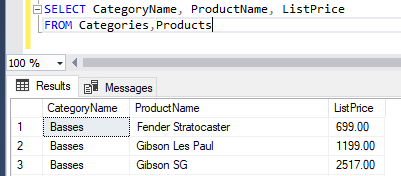 SELECT CategoryName, ProductName, ListPrice
FROM Categories,Products
100 %
Results Messages
CategoryName ProductName ListPrice
1 Basses Fender Stratocaster 699.00
2 Basses Gibson Les Paul 1199.00
3 Basses Gibson SG 2517.00